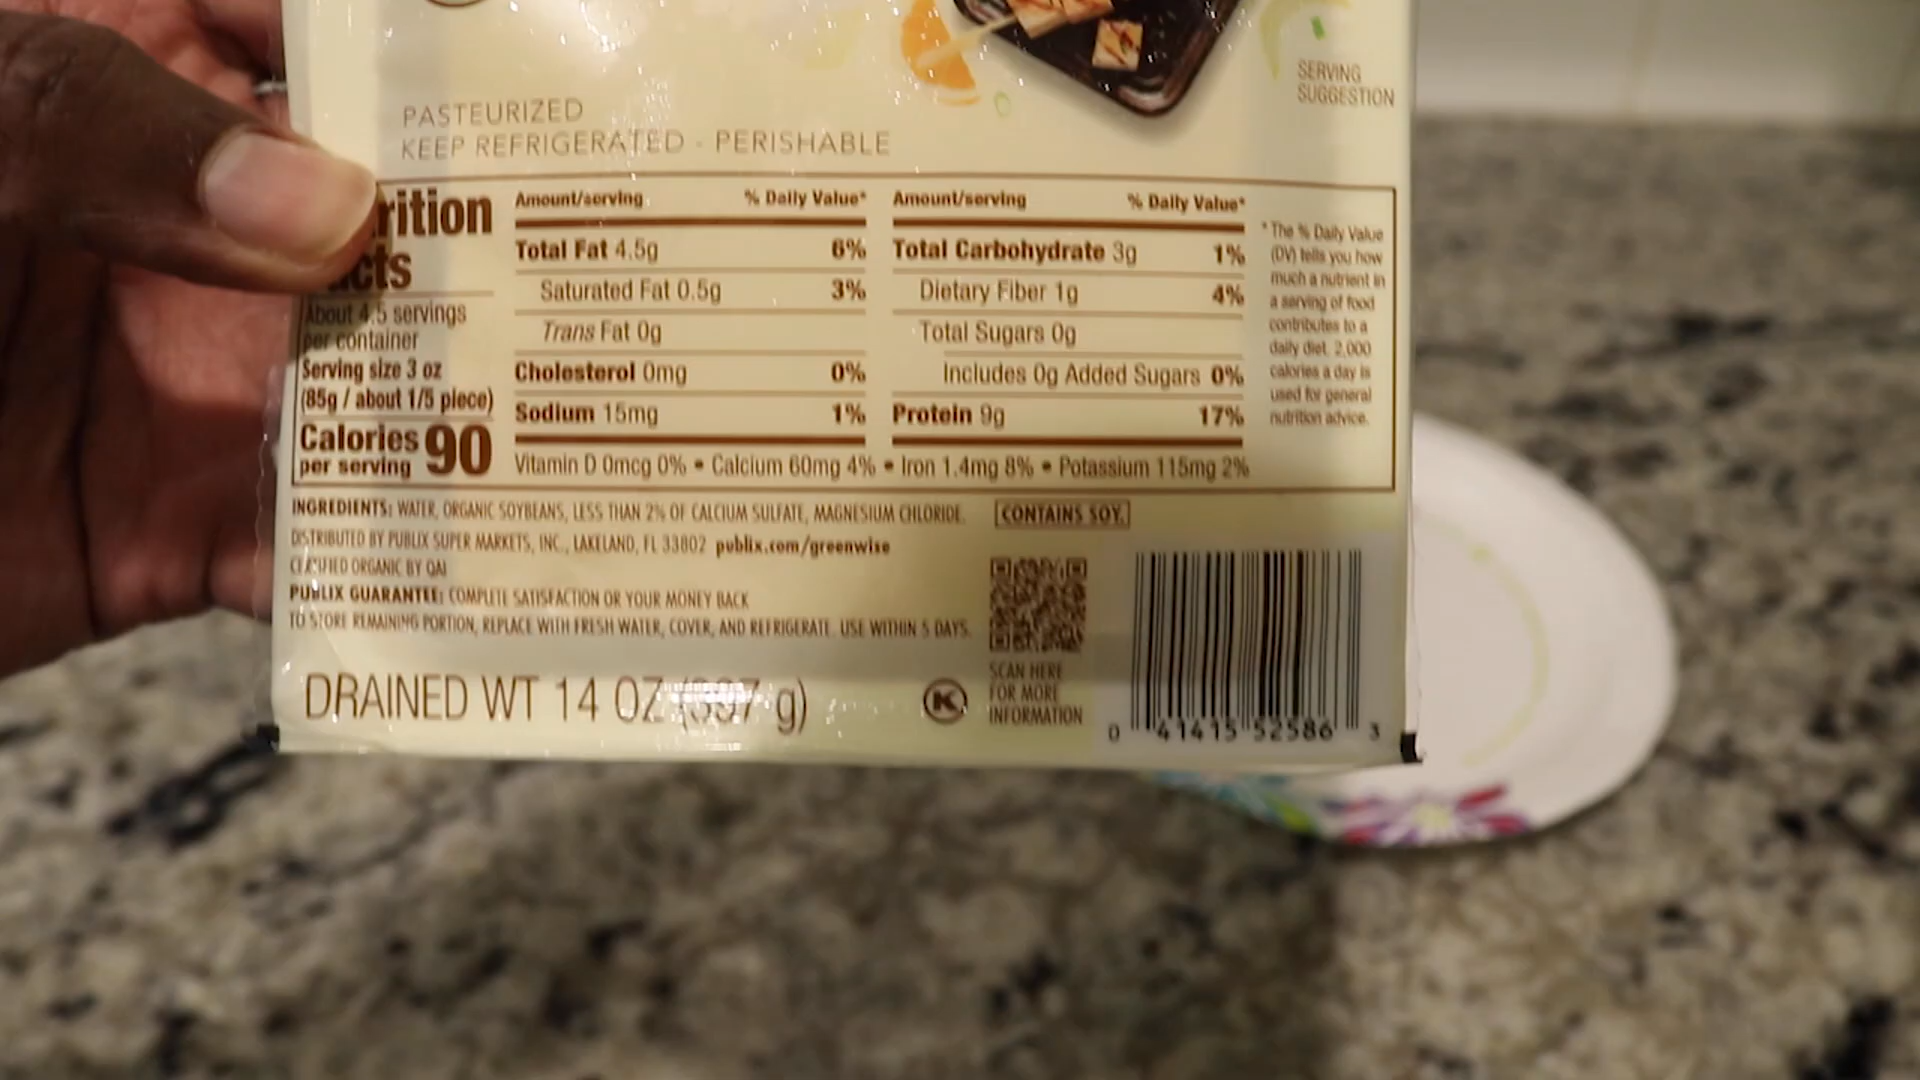 SERVING
SUGGESTION
PASTEURIZED
KEEP REFRIGERATED - PERISHABLE
rition
cts
About 4.5 servings
per container
Serving size 3 oz
(85g / about 1/5 piece)
Calories 90
per serving
Amount/serving % Daily Value*
Total Fat 4.5g 6%
Saturated Fat 0.5g 3%
Trans Fat 0g
Cholesterol 0mg 0%
Sodium 15mg 1%
Amount/serving % Daily Value*
Total Carbohydrate 3g 1%
Dietary Fiber 1g 4%
Total Sugars 0g
Includes 0g Added Sugars 0%
Protein 9g 17%
Vitamin D 0mcg 0% • Calcium 60mg 4% • Iron 1.4mg 8% • Potassium 115mg 2%
* The % Daily Value
(DV) tells you how
much a nutrient in
a serving of food
contributes to a
daily diet. 2,000
calories a day is
used for general
nutrition advice.
INGREDIENTS: WATER, ORGANIC SOYBEANS, LESS THAN 2% OF CALCIUM SULFATE, MAGNESIUM CHLORIDE.
CONTAINS SOY.
DISTRIBUTED BY PUBLIX SUPER MARKETS, INC., LAKELAND, FL 33802 publix.com/greenwise
CERTIFIED ORGANIC BY QAI
PUBLIX GUARANTEE: COMPLETE SATISFACTION OR YOUR MONEY BACK
TO STORE REMAINING PORTION, REPLACE WITH FRESH WATER, COVER, AND REFRIGERATE. USE WITHIN 5 DAYS.
DRAINED WT 14 OZ (397 g)
K
SCAN HERE
FOR MORE
INFORMATION
0 41415 52586 3